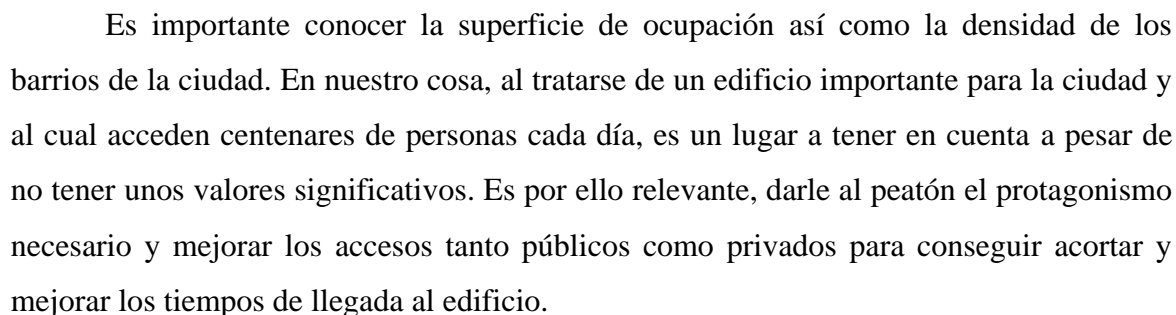 Es importante conocer la superficie de ocupación así como la densidad de los
barrios de la ciudad. En nuestro cosa, al tratarse de un edificio importante para la ciudad y
al cual acceden centenares de personas cada día, es un lugar a tener en cuenta a pesar de
no tener unos valores significativos. Es por ello relevante, darle al peatón el protagonismo
necesario y mejorar los accesos tanto públicos como privados para conseguir acortar y
mejorar los tiempos de llegada al edificio.